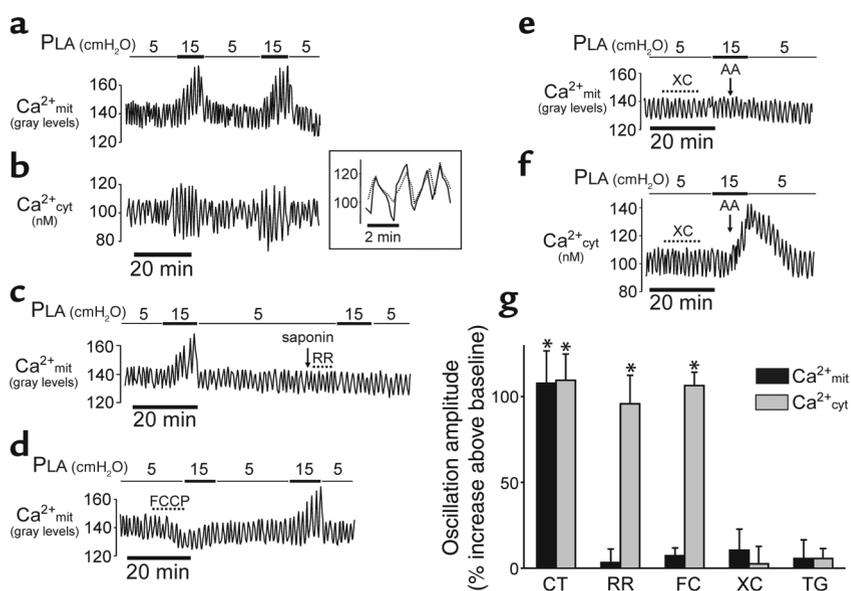 a
PLA (cmH2O) 5 15 5 15 5
160
140
120
Ca2+mit
(gray levels)
b
120
100
80
Ca2+cyt
(nM)
20 min
120
100
2 min
c
PLA (cmH2O) 5 15 5 15 5
saponin
RR
160
140
120
Ca2+mit
(gray levels)
20 min
d
PLA (cmH2O) 5 15 5 15 5
FCCP
160
140
120
Ca2+mit
(gray levels)
20 min
e
PLA (cmH2O) 5 15 5
XC AA
160
140
120
Ca2+mit
(gray levels)
20 min
f
PLA (cmH2O) 5 15 5
XC AA
140
120
100
80
Ca2+cyt
(nM)
20 min
g
Oscillation amplitude
(% increase above baseline)
100
50
0
* * * *
Ca2+mit
Ca2+cyt
CT RR FC XC TG